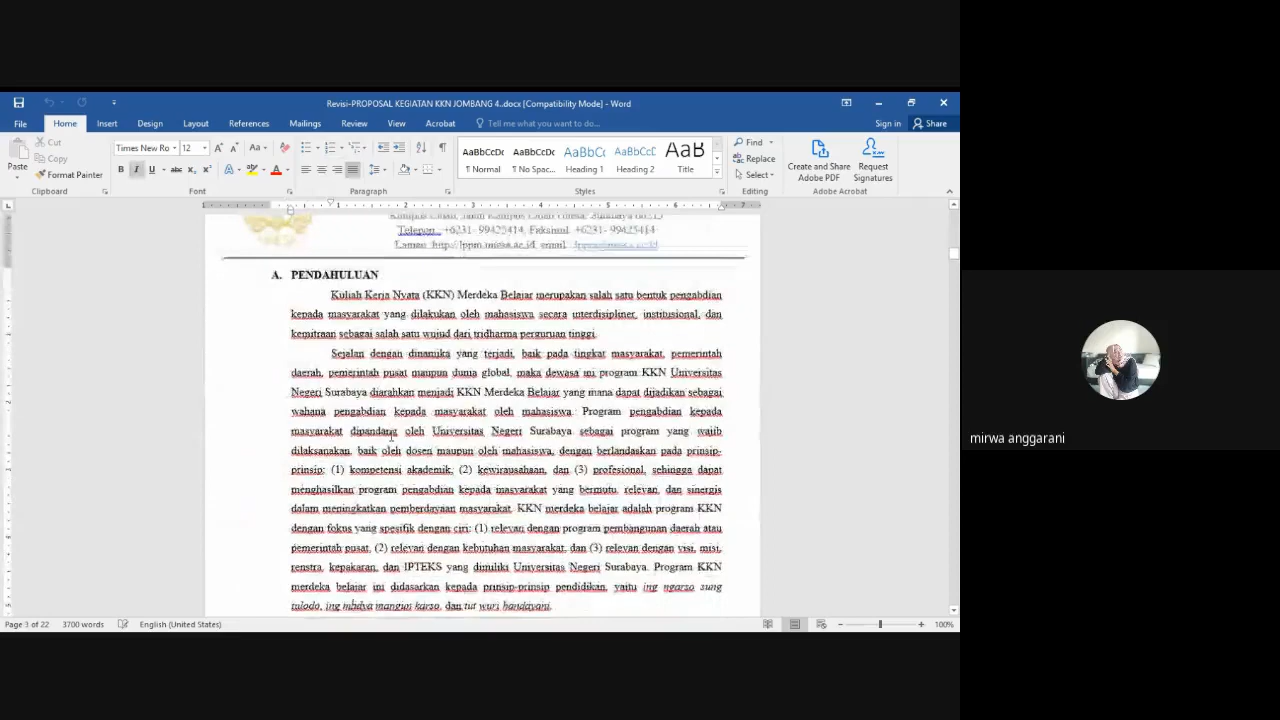 Revisi-PROPOSAL KEGIATAN KKN JOMBANG 4..docx [Compatibility Mode] - Word
File Home Insert Design Layout References Mailings Review View Acrobat Tell me what you want to do... Sign in Share
Paste Cut Copy Format Painter
Clipboard
Times New Ro 12
Font
Paragraph
AaBbCcDc AaBbCcDc AaBbCc AaBbCcD AaB
¶ Normal ¶ No Spac... Heading 1 Heading 2 Title
Styles
Find
Replace
Select
Editing
Create and Share Adobe PDF
Request Signatures
Adobe Acrobat
Telepon +6231- 99425414, Faksimil +6231- 99425414
A. PENDAHULUAN
Kuliah Kerja Nyata (KKN) Merdeka Belajar merupakan salah satu bentuk pengabdian
kepada masyarakat yang dilakukan oleh mahasiswa secara interdisipliner, institusional, dan
kemitraan sebagai salah satu wujud dari tridharma perguruan tinggi.
Sejalan dengan dinamika yang terjadi, baik pada tingkat masyarakat, pemerintah
daerah, pemerintah pusat maupun dunia global, maka dewasa ini program KKN Universitas
Negeri Surabaya diarahkan menjadi KKN Merdeka Belajar yang mana dapat dijadikan sebagai
wahana pengabdian kepada masyarakat oleh mahasiswa. Program pengabdian kepada
masyarakat dipandang oleh Universitas Negeri Surabaya sebagai program yang wajib
dilaksanakan, baik oleh dosen maupun oleh mahasiswa, dengan berlandaskan pada prinsip-
prinsip: (1) kompetensi akademik, (2) kewirausahaan, dan (3) profesional, sehingga dapat
menghasilkan program pengabdian kepada masyarakat yang bermutu, relevan, dan sinergis
dalam meningkatkan pemberdayaan masyarakat. KKN merdeka belajar adalah program KKN
dengan fokus yang spesifik dengan ciri: (1) relevan dengan program pembangunan daerah atau
pemerintah pusat, (2) relevan dengan kebutuhan masyarakat, dan (3) relevan dengan visi, misi,
renstra, kepakaran, dan IPTEKS yang dimiliki Universitas Negeri Surabaya. Program KKN
merdeka belajar ini didasarkan kepada prinsip-prinsip pendidikan, yaitu ing ngarso sung
tulodo, ing madya mangun karso, dan tut wuri handayani.
Page 3 of 22 3700 words English (United States) 100%
mirwa anggarani